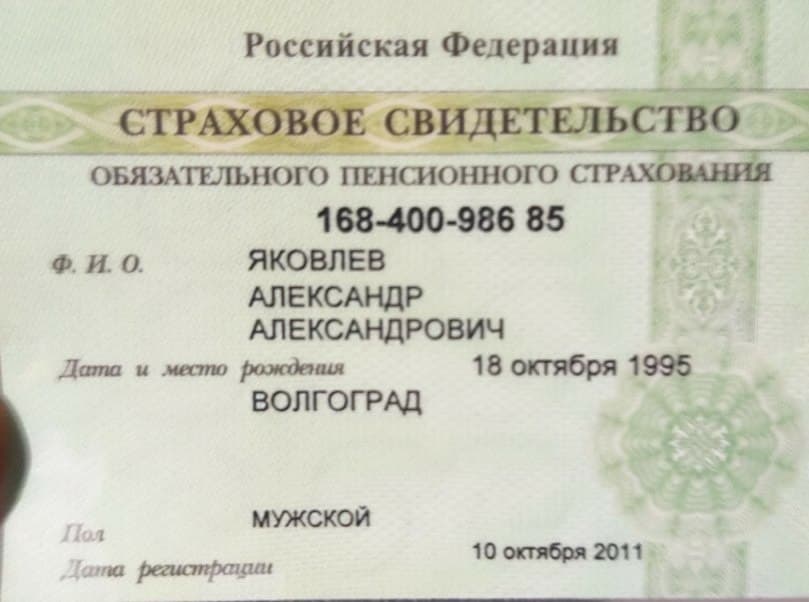 Российская Федерация
СТРАХОВОЕ СВИДЕТЕЛЬСТВО
ОБЯЗАТЕЛЬНОГО ПЕНСИОННОГО СТРАХОВАНИЯ
168-400-986 85
Ф. И. О. ЯКОВЛЕВ
АЛЕКСАНДР
АЛЕКСАНДРОВИЧ
Дата и место рождения 18 октября 1995
ВОЛГОГРАД
Пол МУЖСКОЙ
Дата регистрации 10 октября 2011